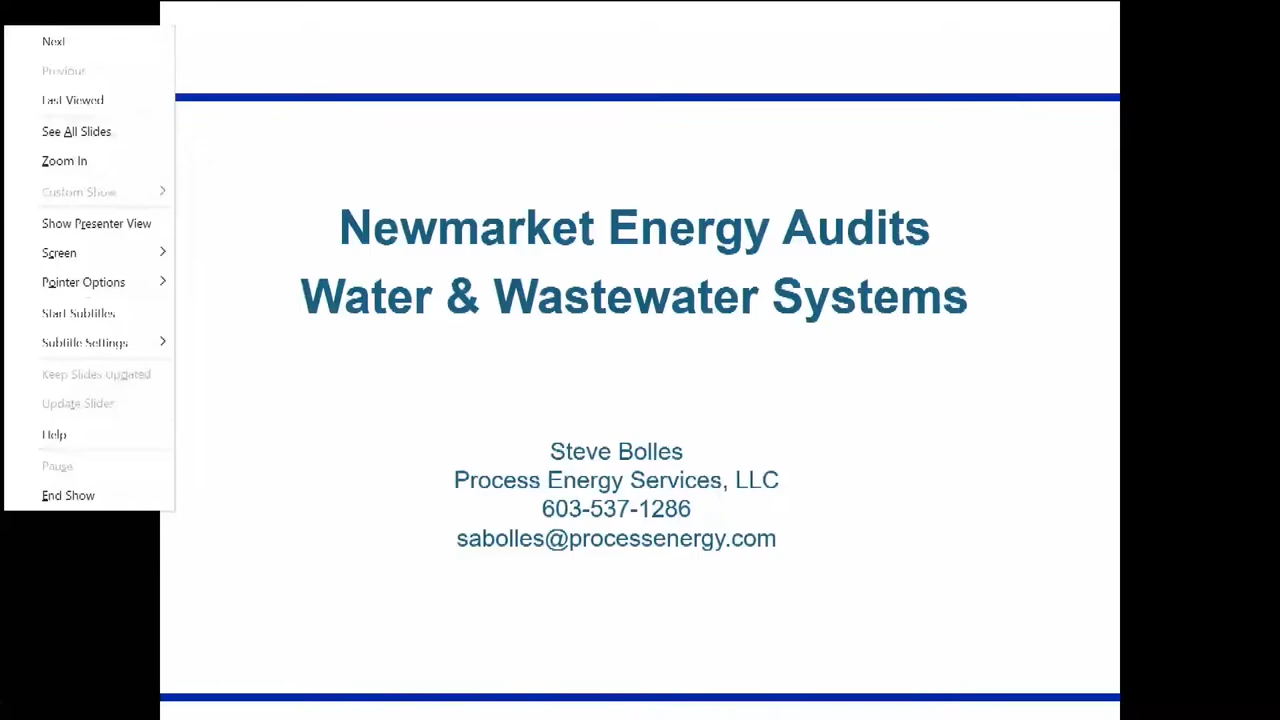 Next
Previous
Last Viewed
See All Slides
Zoom In
Custom Show
Show Presenter View
Screen
Pointer Options
Start Subtitles
Subtitle Settings
Keep Slides Updated
Update Slider
Help
Pause
End Show
Newmarket Energy Audits
Water & Wastewater Systems
Steve Bolles
Process Energy Services, LLC
603-537-1286
sabolles@processenergy.com